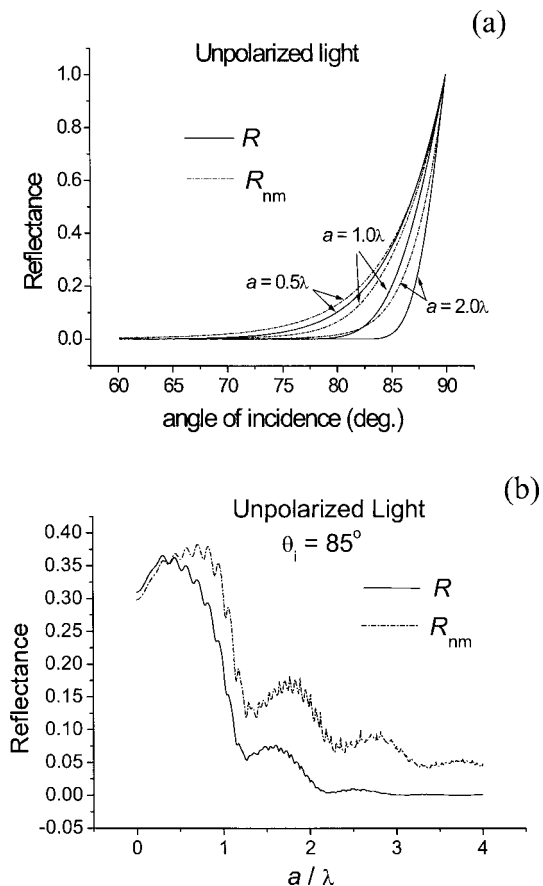 (a)
Unpolarized light
R
Rnm
a = 1.0λ
a = 0.5λ
a = 2.0λ
Reflectance
1.0
0.8
0.6
0.4
0.2
0.0
60 65 70 75 80 85 90
angle of incidence (deg.)
(b)
Unpolarized Light
θi = 85°
R
Rnm
Reflectance
0.40
0.35
0.30
0.25
0.20
0.15
0.10
0.05
0.00
-0.05
0 1 2 3 4
a / λ